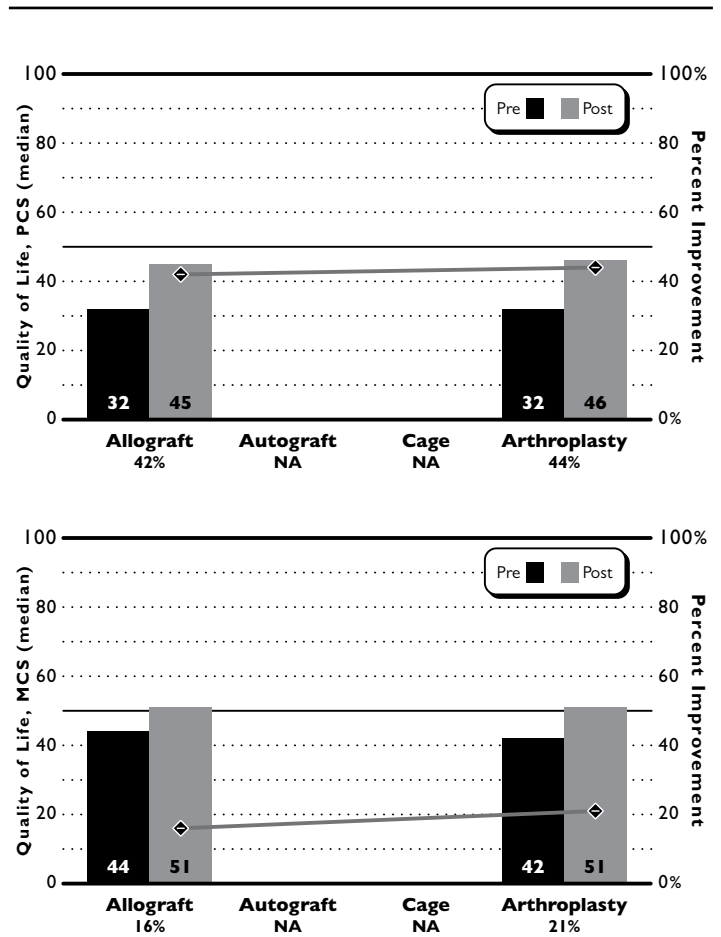 100
100%
Pre
Post
80
80
60
60
40
40
20
20
0
0%
Quality of Life, PCS (median)
Percent Improvement
32
45
32
46
Allograft
Autograft
Cage
Arthroplasty
42%
NA
NA
44%
100
100%
Pre
Post
80
80
60
60
40
40
20
20
0
0%
Quality of Life, MCS (median)
Percent Improvement
44
51
42
51
Allograft
Autograft
Cage
Arthroplasty
16%
NA
NA
21%